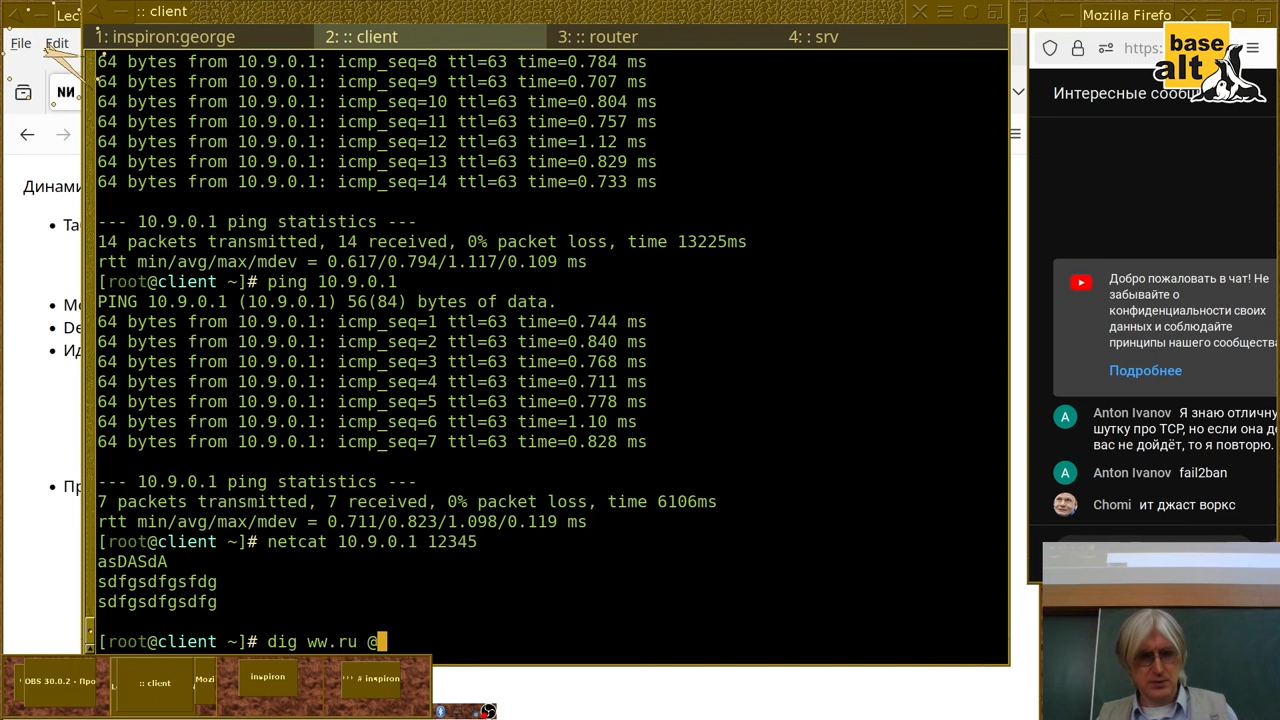 Lect
:: client
Mozilla Firefo
1: inspiron:george
2: :: client
3: :: router
4: :: srv
File Edit
https:
base
alt
64 bytes from 10.9.0.1: icmp_seq=8 ttl=63 time=0.784 ms
64 bytes from 10.9.0.1: icmp_seq=9 ttl=63 time=0.707 ms
64 bytes from 10.9.0.1: icmp_seq=10 ttl=63 time=0.804 ms
64 bytes from 10.9.0.1: icmp_seq=11 ttl=63 time=0.757 ms
64 bytes from 10.9.0.1: icmp_seq=12 ttl=63 time=1.12 ms
64 bytes from 10.9.0.1: icmp_seq=13 ttl=63 time=0.829 ms
64 bytes from 10.9.0.1: icmp_seq=14 ttl=63 time=0.733 ms
--- 10.9.0.1 ping statistics ---
14 packets transmitted, 14 received, 0% packet loss, time 13225ms
rtt min/avg/max/mdev = 0.617/0.794/1.117/0.109 ms
[root@client ~]# ping 10.9.0.1
PING 10.9.0.1 (10.9.0.1) 56(84) bytes of data.
64 bytes from 10.9.0.1: icmp_seq=1 ttl=63 time=0.744 ms
64 bytes from 10.9.0.1: icmp_seq=2 ttl=63 time=0.840 ms
64 bytes from 10.9.0.1: icmp_seq=3 ttl=63 time=0.768 ms
64 bytes from 10.9.0.1: icmp_seq=4 ttl=63 time=0.711 ms
64 bytes from 10.9.0.1: icmp_seq=5 ttl=63 time=0.778 ms
64 bytes from 10.9.0.1: icmp_seq=6 ttl=63 time=1.10 ms
64 bytes from 10.9.0.1: icmp_seq=7 ttl=63 time=0.828 ms
--- 10.9.0.1 ping statistics ---
7 packets transmitted, 7 received, 0% packet loss, time 6106ms
rtt min/avg/max/mdev = 0.711/0.823/1.098/0.119 ms
[root@client ~]# netcat 10.9.0.1 12345
asDASdA
sdfgsdfgsfdg
sdfgsdfgsdfg
[root@client ~]# dig ww.ru @
Динами
Та
Мо
De
Ид
Пр
Интересные сооб
Добро пожаловать в чат! Не
забывайте о
конфиденциальности своих
данных и соблюдайте
принципы нашего сообщества
Подробнее
Anton Ivanov Я знаю отличну
шутку про TCP, но если она до
вас не дойдёт, то я повторю.
Anton Ivanov fail2ban
Chomi ит джаст воркс
OBS 30.0.2 - Про
:: client
Mozi
inspiron
# inspiron